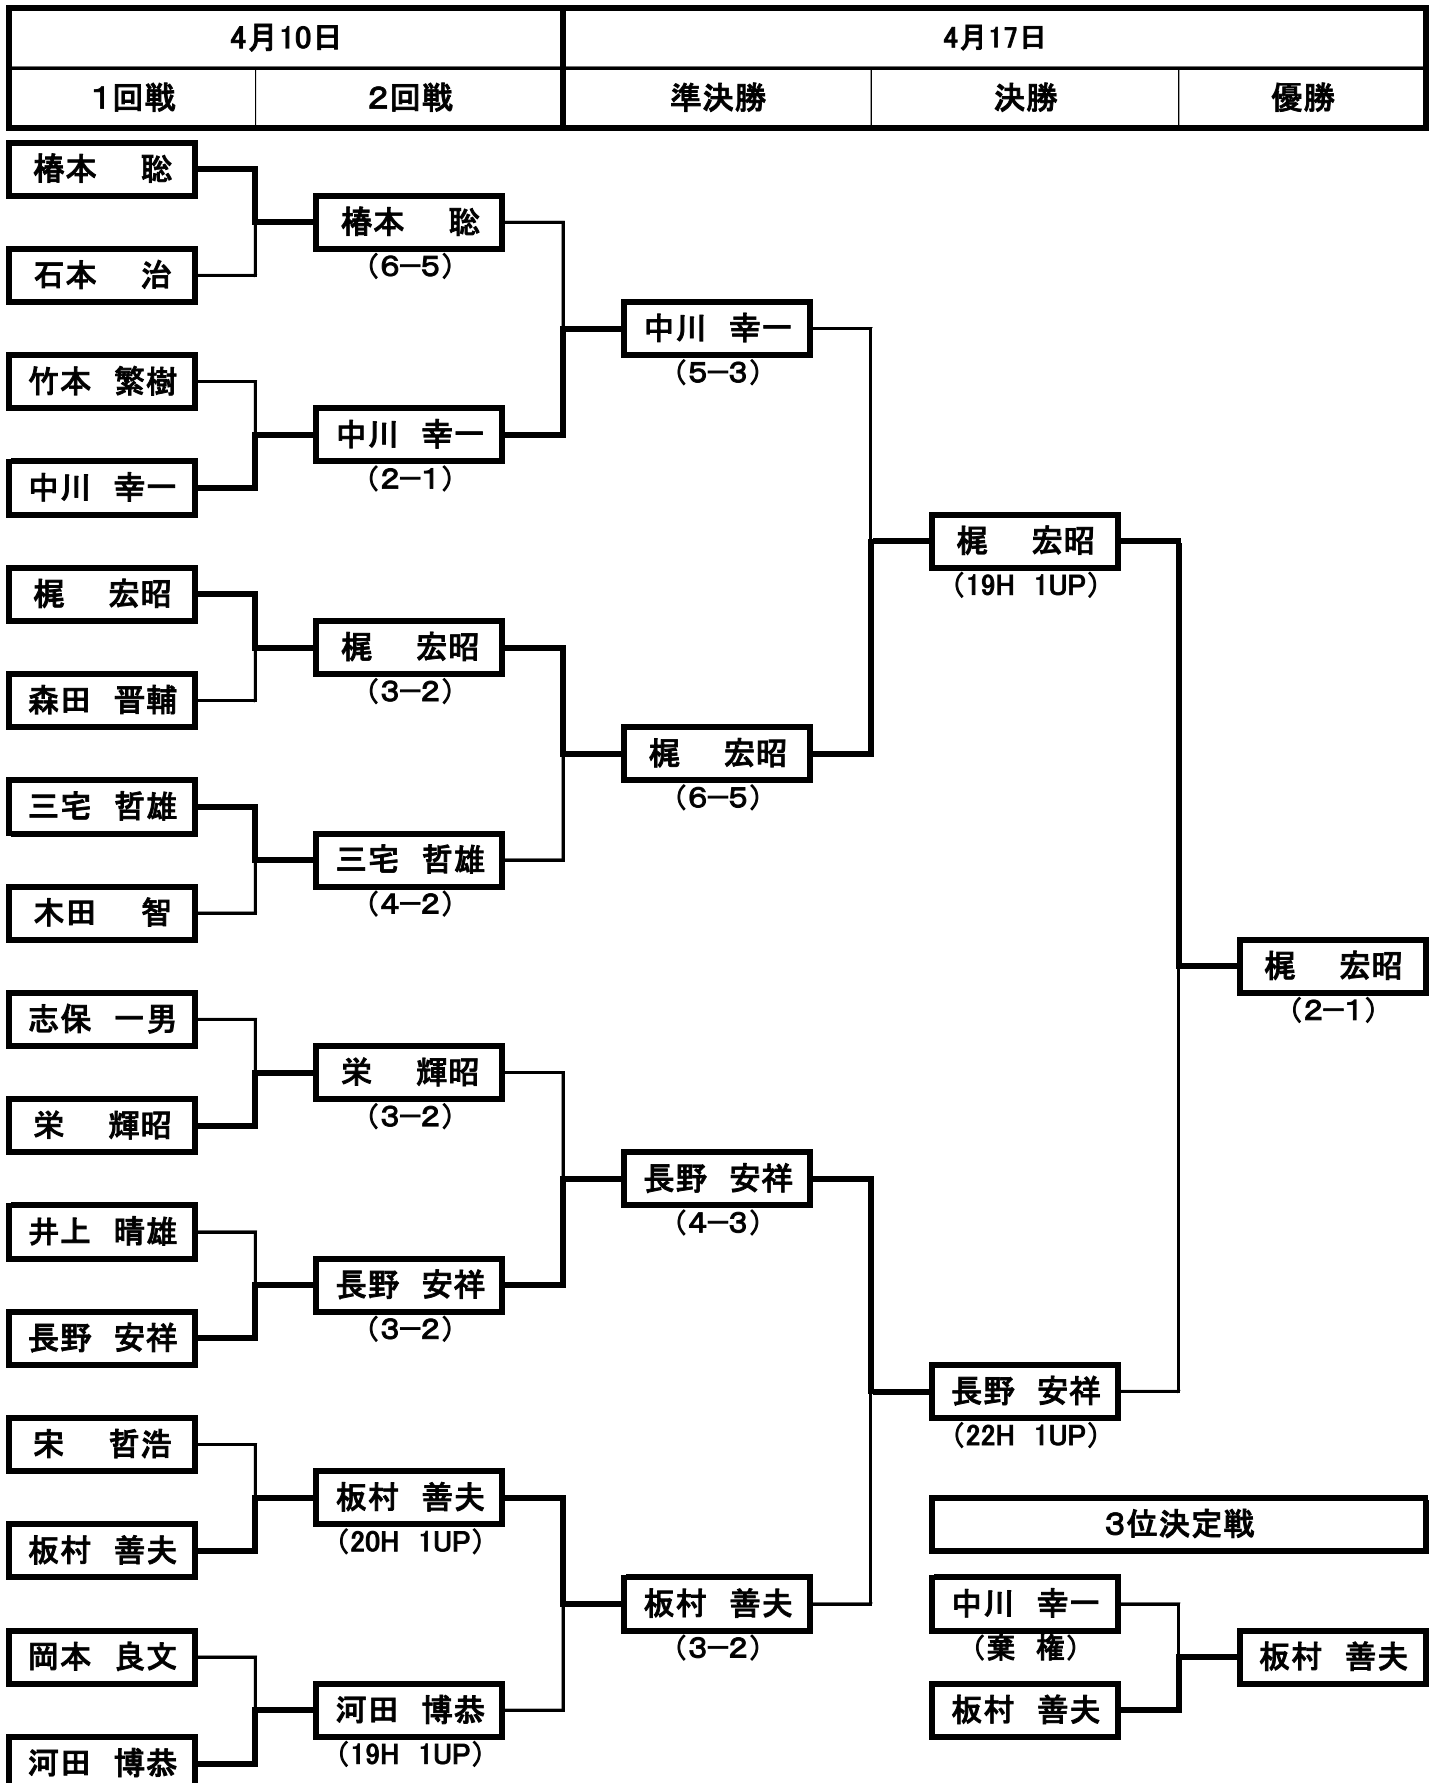 4月10日 4月17日
1回戦 2回戦 準決勝 決勝 優勝
椿本 聡
椿本 聡
(6－5)
石本 治
中川 幸一
(5－3)
竹本 繁樹
中川 幸一
(2－1)
中川 幸一
梶 宏昭
(19H 1UP)
梶 宏昭
梶 宏昭
(3－2)
森田 晋輔
梶 宏昭
(6－5)
三宅 哲雄
三宅 哲雄
(4－2)
木田 智
梶 宏昭
(2－1)
志保 一男
栄 輝昭
(3－2)
栄 輝昭
長野 安祥
(4－3)
井上 晴雄
長野 安祥
(3－2)
長野 安祥
長野 安祥
(22H 1UP)
宋 哲浩
板村 善夫
(20H 1UP)
3位決定戦
板村 善夫
板村 善夫
(3－2)
中川 幸一
(棄 権)
岡本 良文
板村 善夫
河田 博恭
(19H 1UP)
板村 善夫
河田 博恭